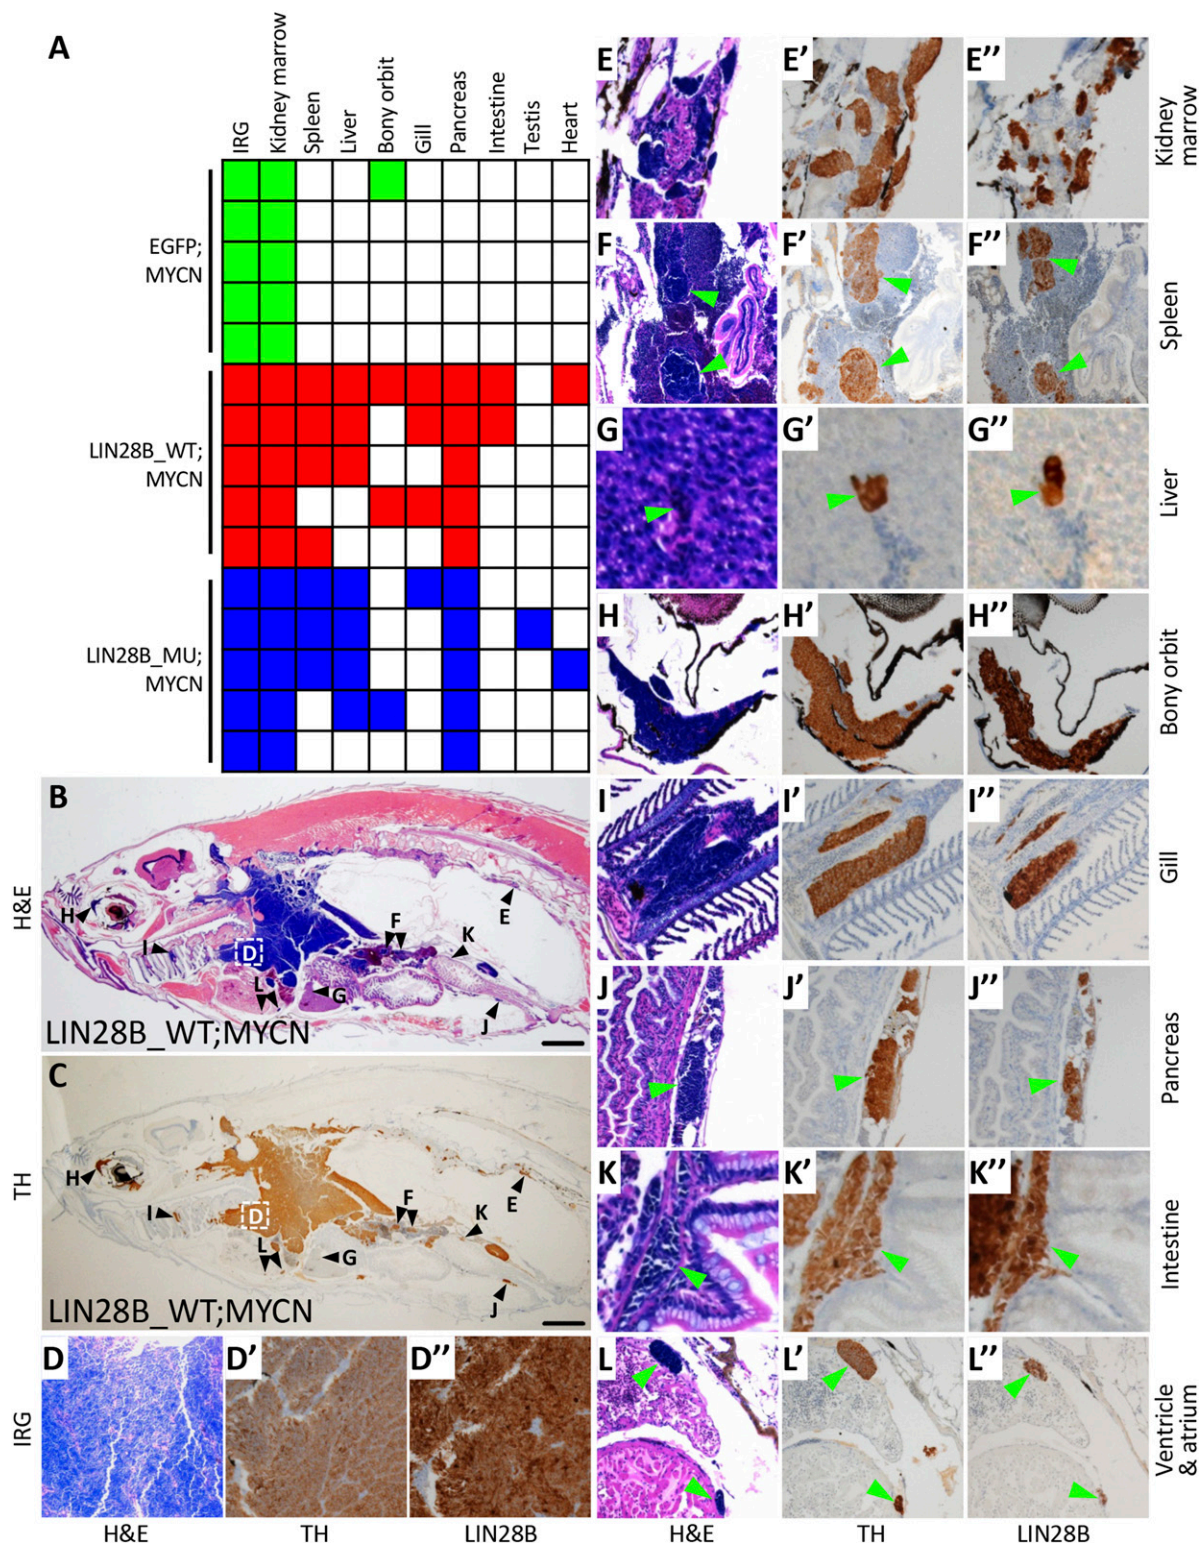 A
IRG
Kidney marrow
Spleen
Liver
Bony orbit
Gill
Pancreas
Intestine
Testis
Heart
EGFP;
MYCN
LIN28B_WT;
MYCN
LIN28B_MU;
MYCN
B
H&E
H
I
D
L
G
F
K
E
J
LIN28B_WT;MYCN
C
TH
H
I
D
L
G
F
K
E
J
LIN28B_WT;MYCN
IRG
D
D'
D''
H&E
TH
LIN28B
E
E'
E''
Kidney
marrow
F
F'
F''
Spleen
G
G'
G''
Liver
H
H'
H''
Bony orbit
I
I'
I''
Gill
J
J'
J''
Pancreas
K
K'
K''
Intestine
L
L'
L''
Ventricle
& atrium
H&E
TH
LIN28B